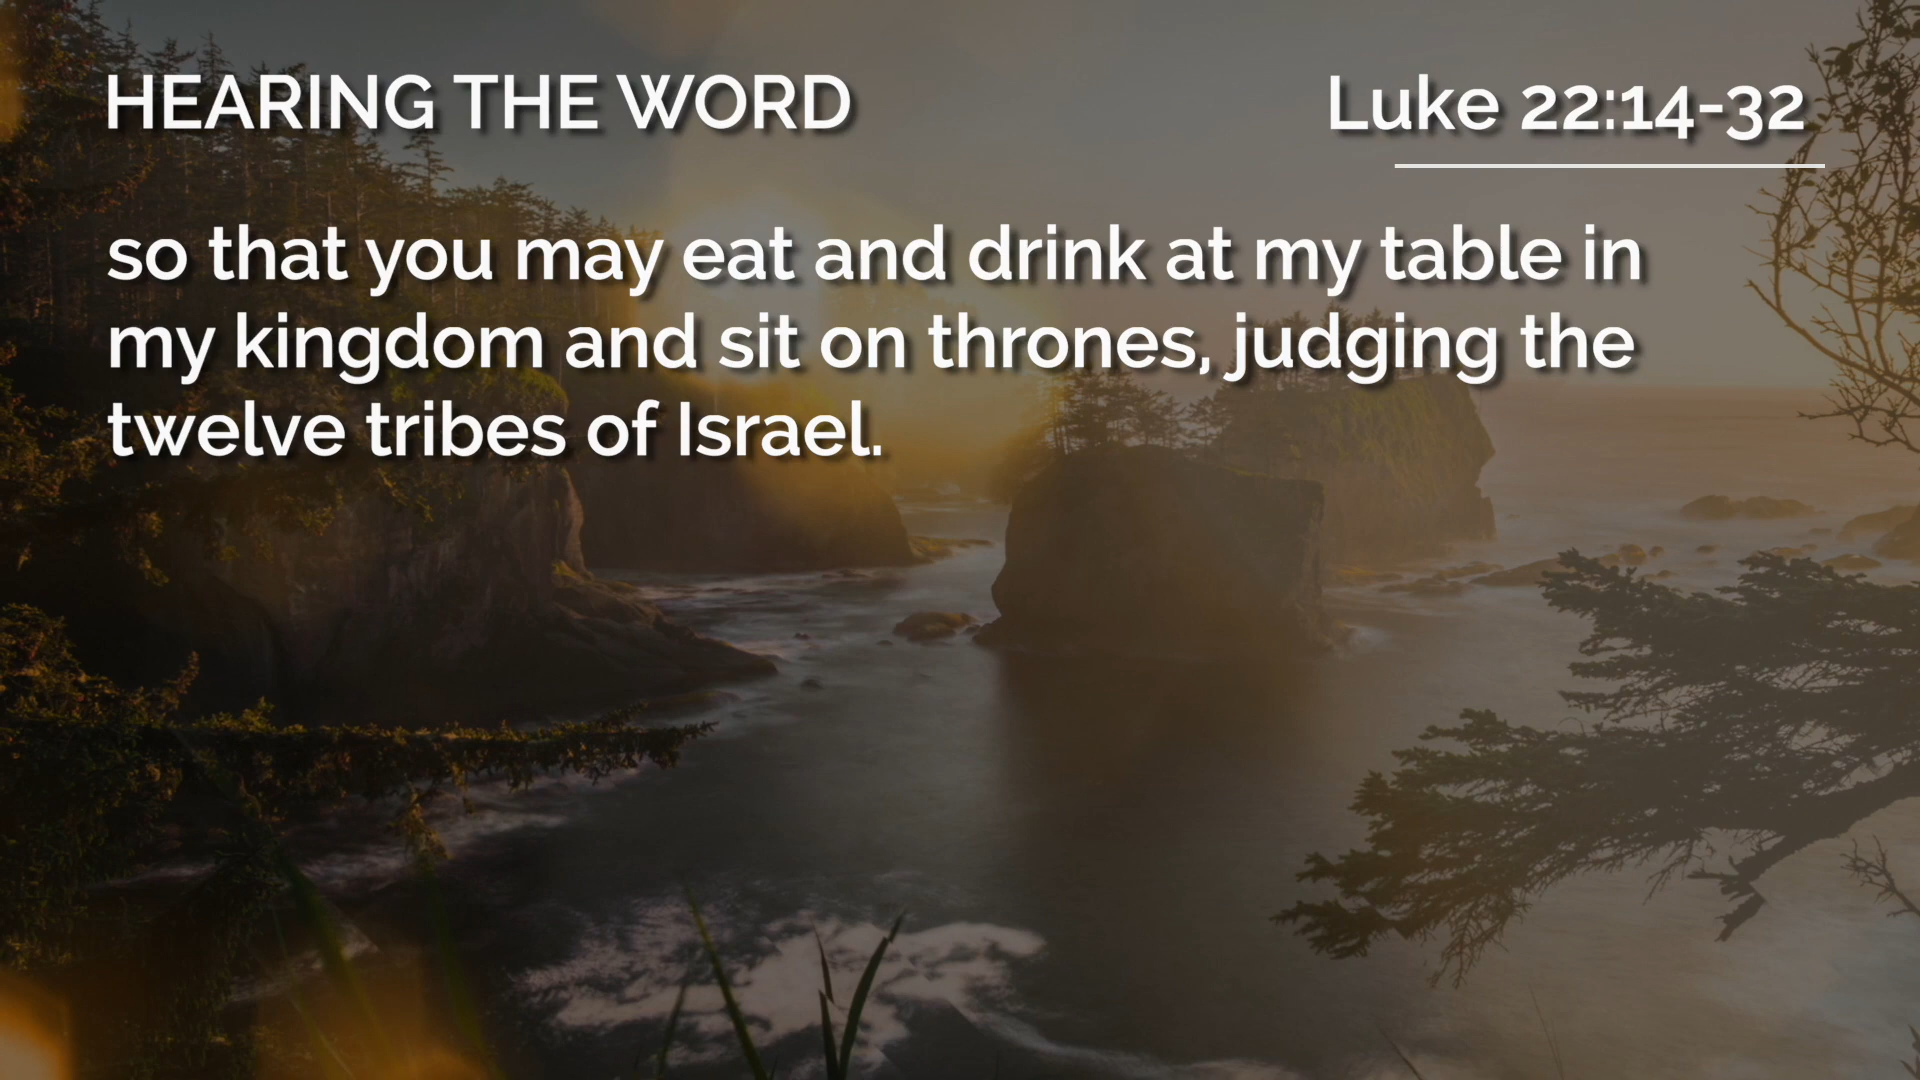 HEARING THE WORD
Luke 22:14-32
so that you may eat and drink at my table in
my kingdom and sit on thrones, judging the
twelve tribes of Israel.